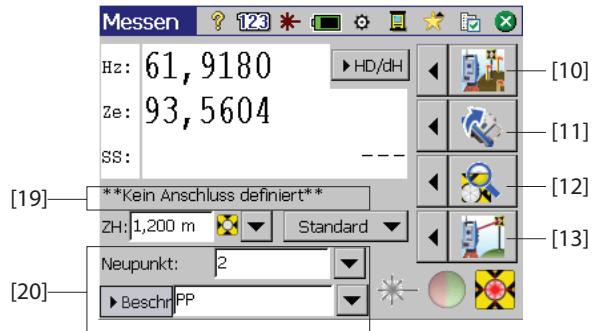 Messen ? 123
Hz: 61,9180 HD/dH
Ze: 93,5604
SS: ---
**Kein Anschluss definiert**
ZH: 1,200 m Standard
Neupunkt: 2
Beschr PP
[10]
[11]
[12]
[13]
[19]
[20]